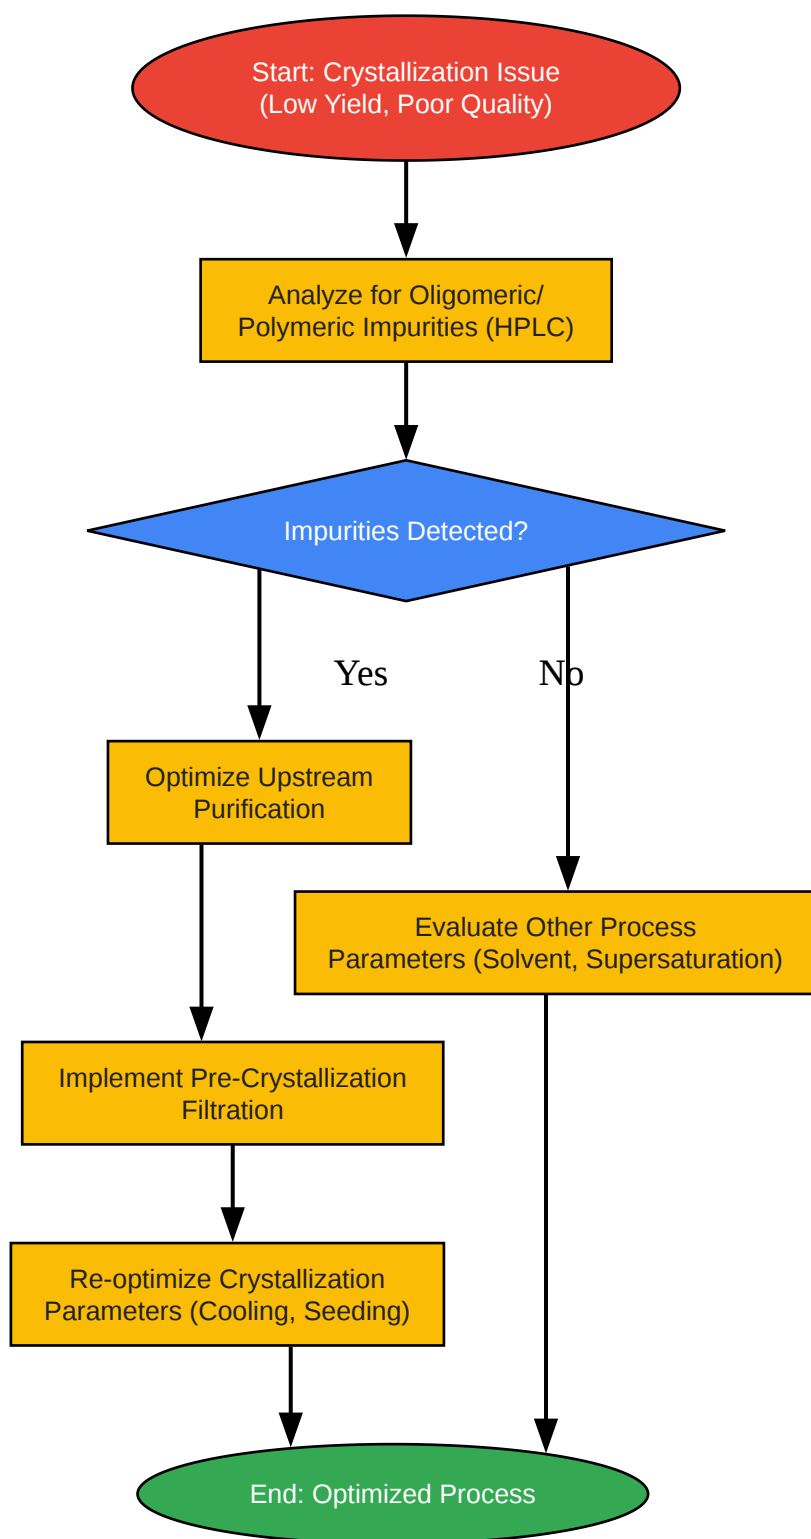 Start: Crystallization Issue
(Low Yield, Poor Quality)
Analyze for Oligomeric/
Polymeric Impurities (HPLC)
Impurities Detected?
Yes
No
Optimize Upstream
Purification
Evaluate Other Process
Parameters (Solvent, Supersaturation)
Implement Pre-Crystallization
Filtration
Re-optimize Crystallization
Parameters (Cooling, Seeding)
End: Optimized Process